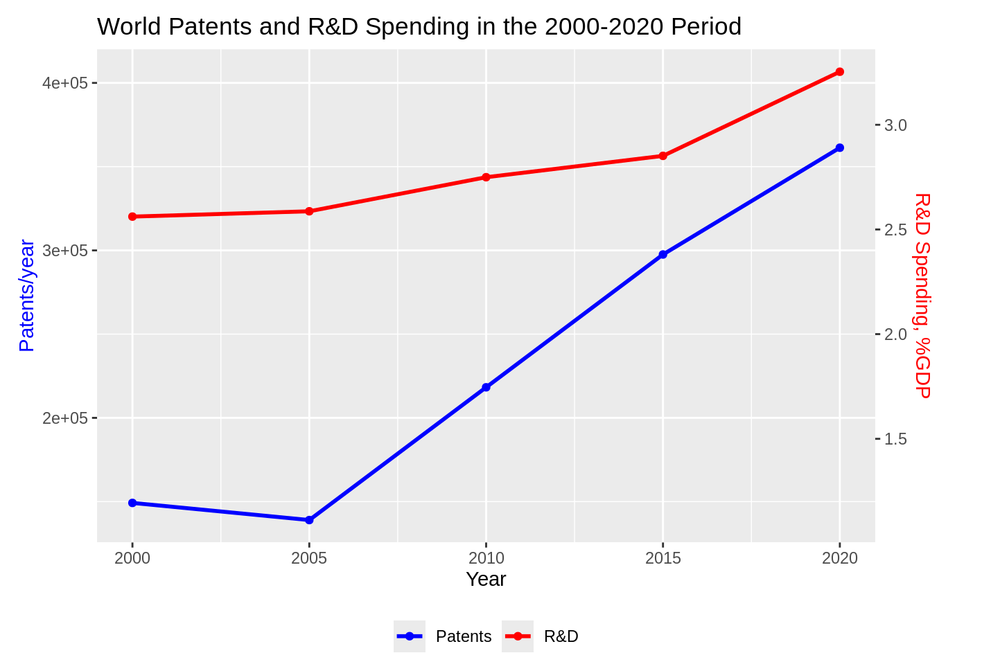 World Patents and R&D Spending in the 2000-2020 Period
4e+05
3e+05
2e+05
Patents/year
3.0
2.5
2.0
1.5
R&D Spending, %GDP
2000 2005 2010 2015 2020
Year
Patents R&D